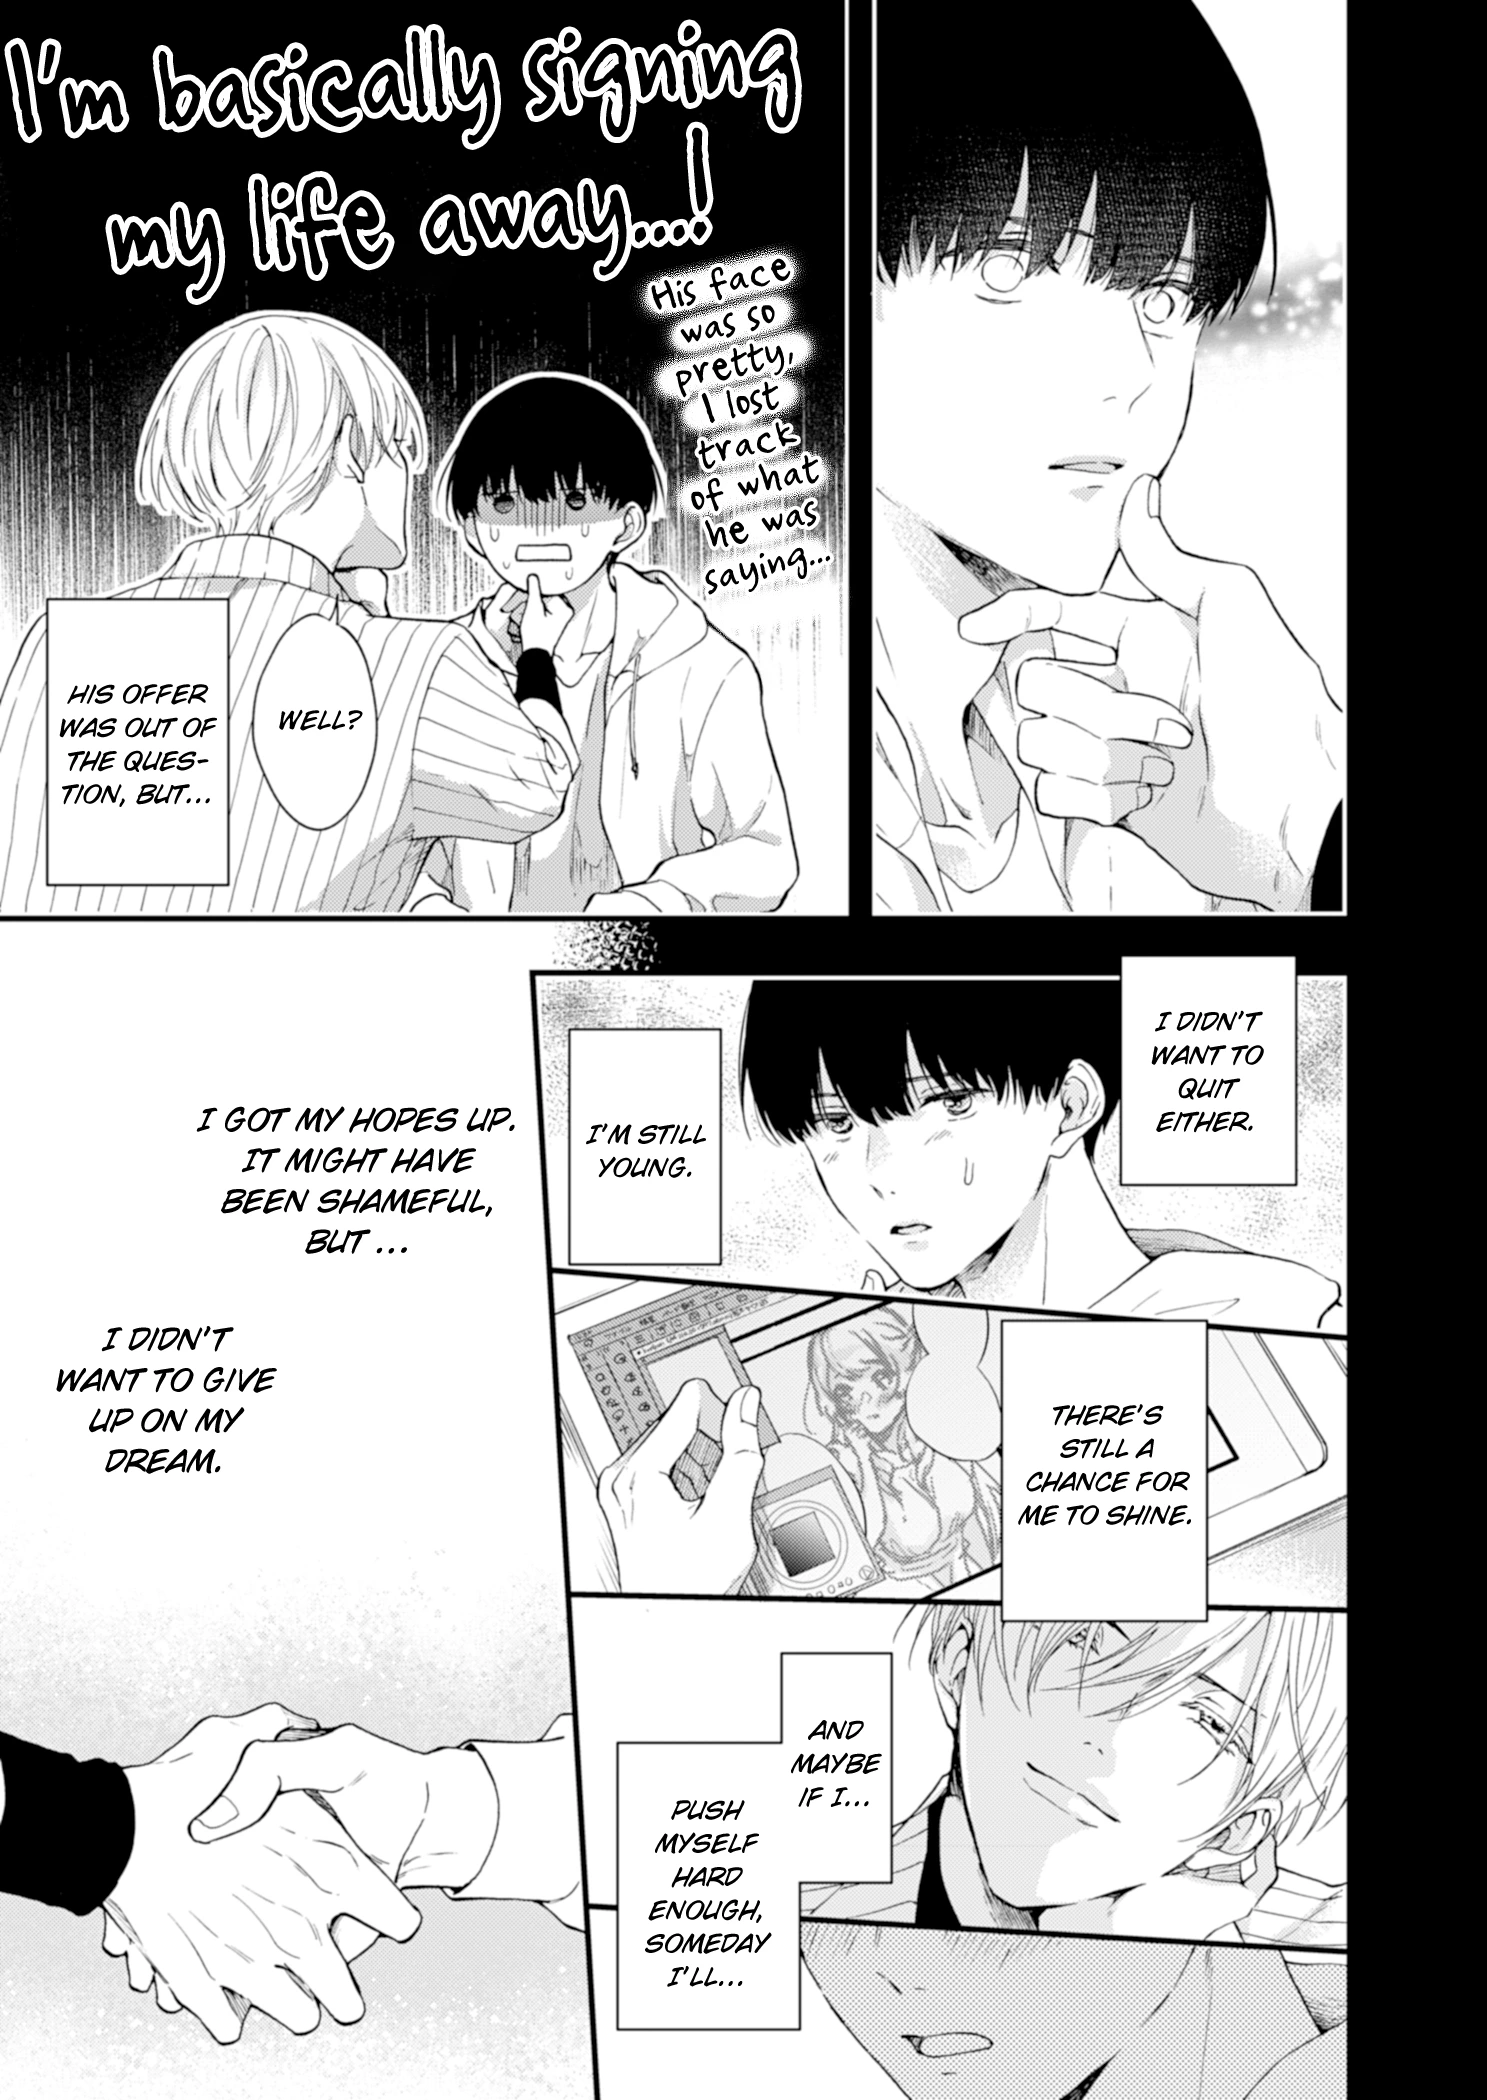 I'm basically signing
my life away....!
His face
was so
pretty,
I lost
track
of what
he was
saying...
WELL?
HIS OFFER
WAS OUT OF
THE QUES-
TION, BUT...
I DIDN'T
WANT TO
QUIT
EITHER.
I'M STILL
YOUNG.
THERE'S
STILL A
CHANCE FOR
ME TO SHINE.
AND
MAYBE
IF I...
PUSH
MYSELF
HARD
ENOUGH,
SOMEDAY
I'LL...
I GOT MY HOPES UP.
IT MIGHT HAVE
BEEN SHAMEFUL,
BUT ...
I DIDN'T
WANT TO GIVE
UP ON MY
DREAM.